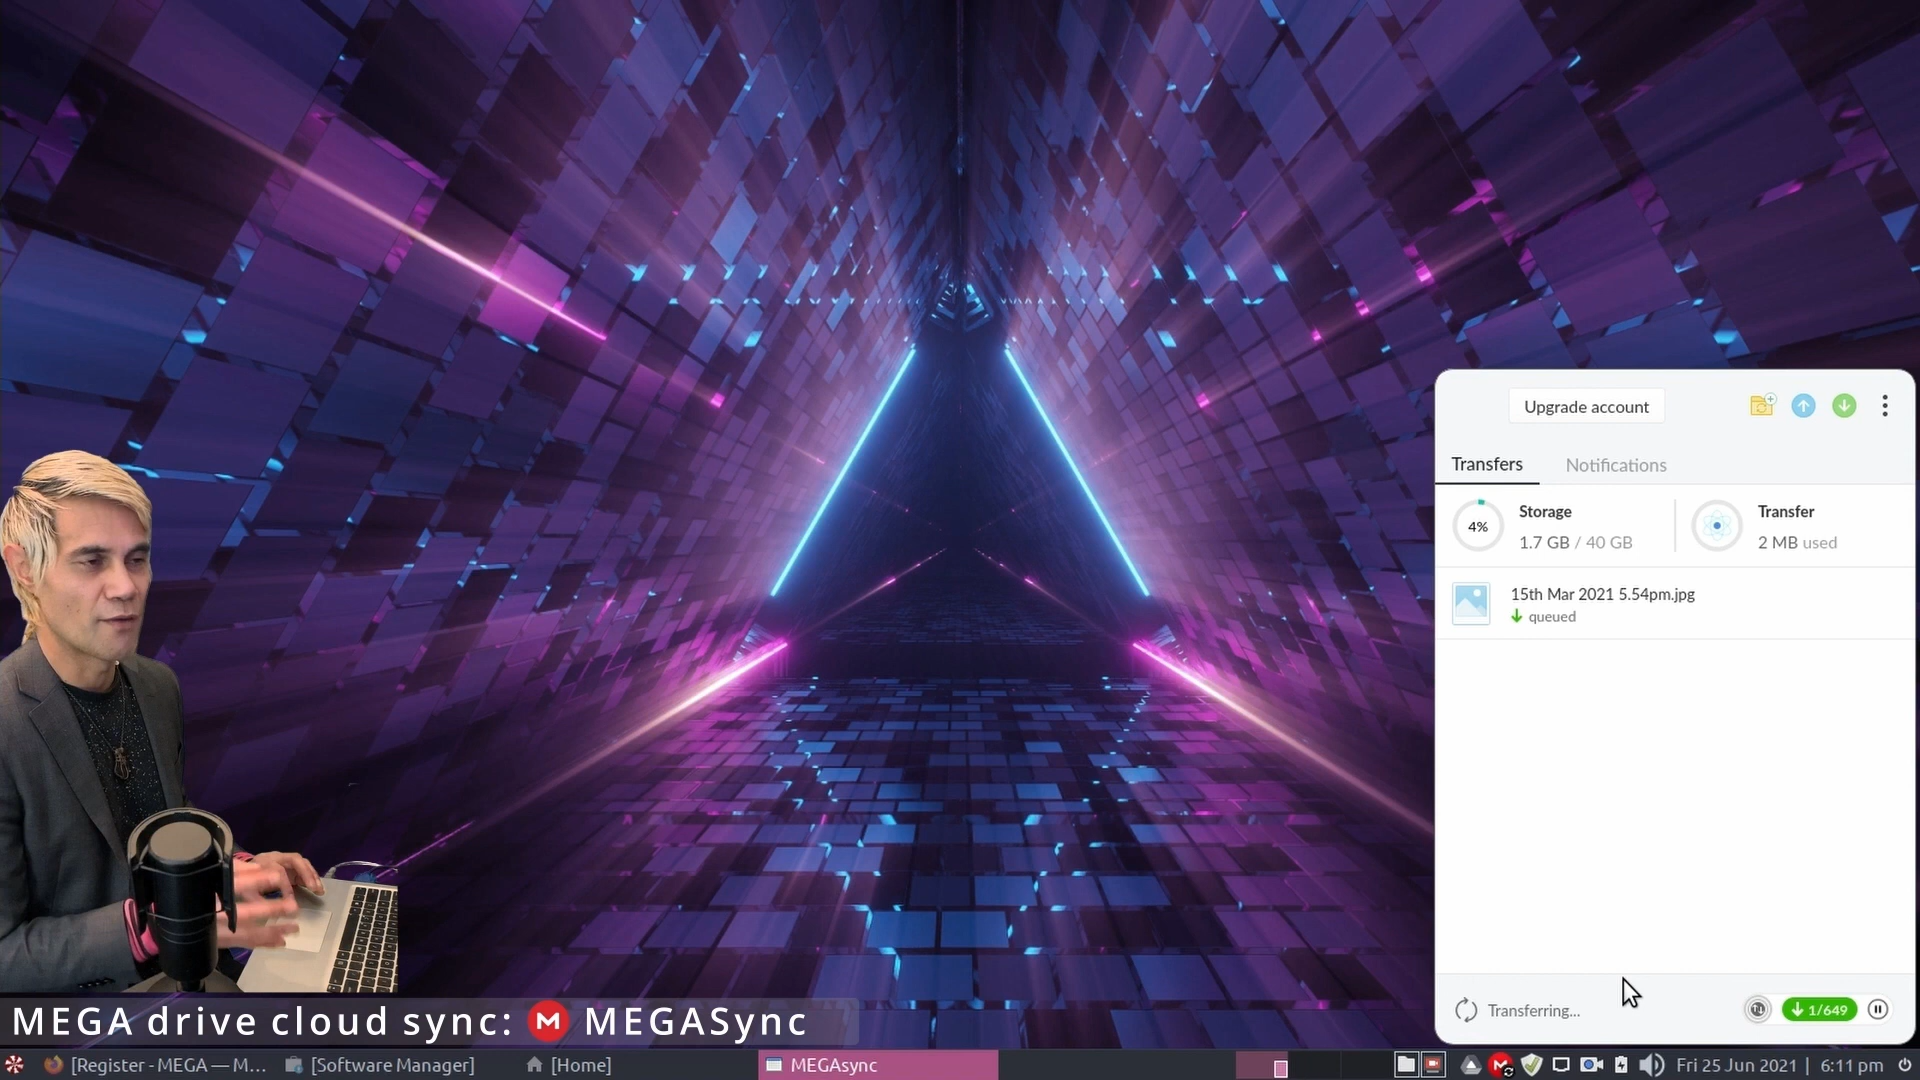 Upgrade account
Transfers
Notifications
4%
Storage
1.7 GB / 40 GB
Transfer
2 MB used
15th Mar 2021 5.54pm.jpg
queued
Transferring...
1/649
MEGA drive cloud sync: M MEGASync
[Register - MEGA — M...
[Software Manager]
[Home]
MEGAsync
Fri 25 Jun 2021 | 6:11 pm